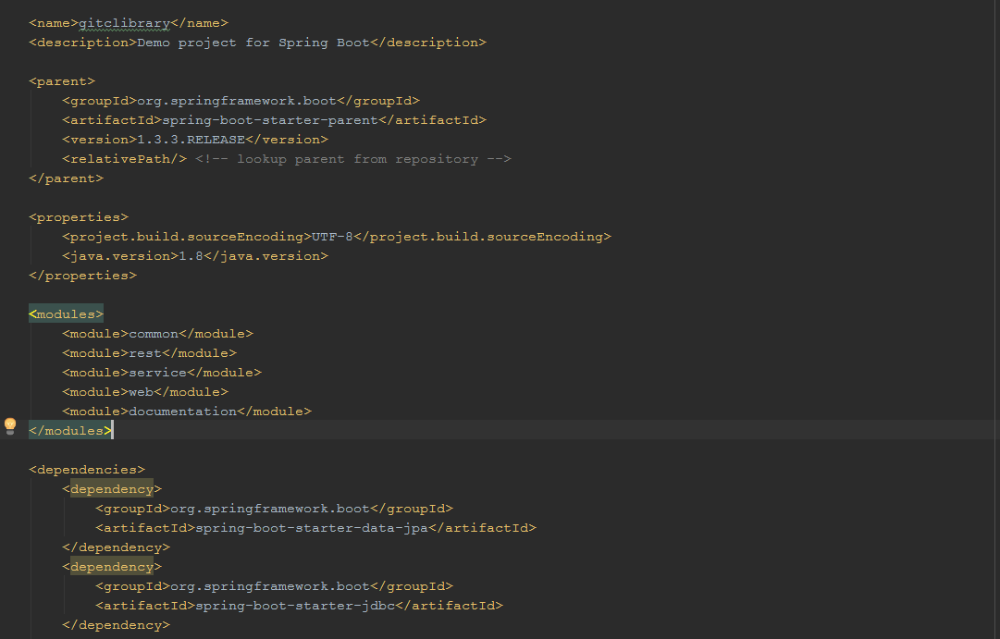 <name>gitclibrary</name>
<description>Demo project for Spring Boot</description>
<parent>
<groupId>org.springframework.boot</groupId>
<artifactId>spring-boot-starter-parent</artifactId>
<version>1.3.3.RELEASE</version>
<relativePath/> <!-- lookup parent from repository -->
</parent>
<properties>
<project.build.sourceEncoding>UTF-8</project.build.sourceEncoding>
<java.version>1.8</java.version>
</properties>
<modules>
<module>common</module>
<module>rest</module>
<module>service</module>
<module>web</module>
<module>documentation</module>
</modules>
<dependencies>
<dependency>
<groupId>org.springframework.boot</groupId>
<artifactId>spring-boot-starter-data-jpa</artifactId>
</dependency>
<dependency>
<groupId>org.springframework.boot</groupId>
<artifactId>spring-boot-starter-jdbc</artifactId>
</dependency>